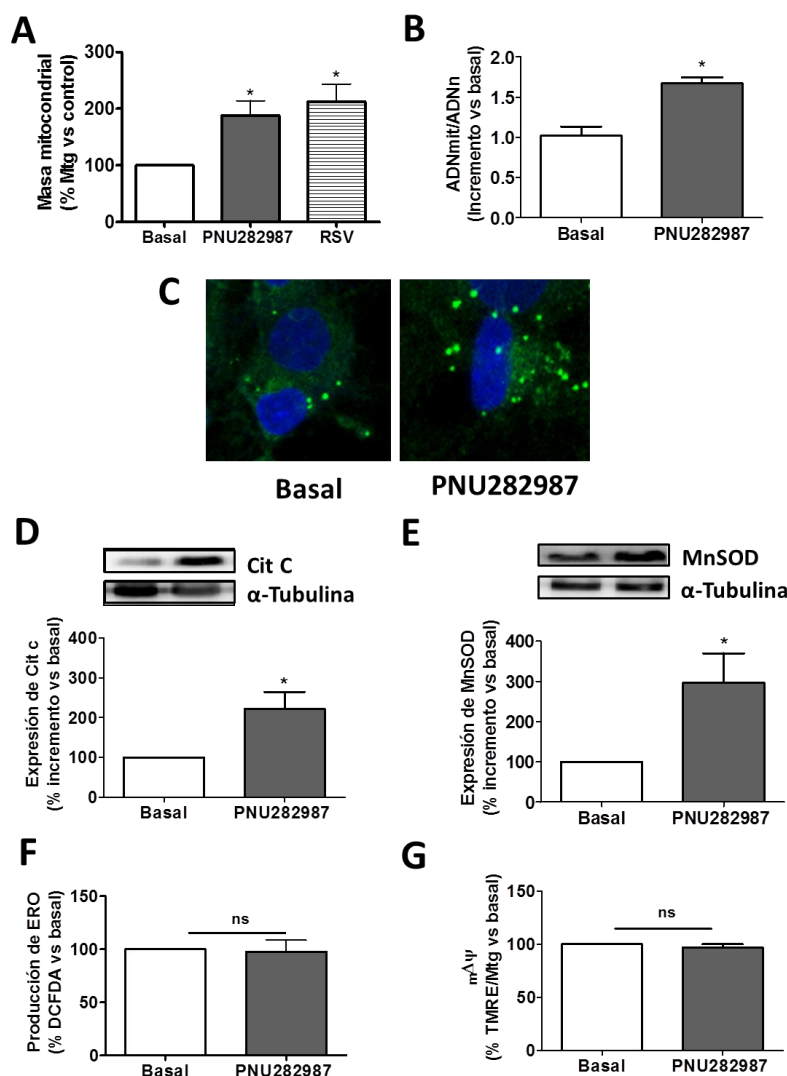 A
Masa mitocondrial
(% Mtg vs control)
300
200
100
0
*
*
Basal
PNU282987
RSV
B
ADNmit/ADNn
(Incremento vs basal)
2.0
1.5
1.0
0.5
0.0
*
Basal
PNU282987
C
Basal
PNU282987
D
Cit C
α-Tubulina
Expresión de Cit c
(% incremento vs basal)
400
300
200
100
0
*
Basal
PNU282987
E
MnSOD
α-Tubulina
Expresión de MnSOD
(% incremento vs basal)
400
300
200
100
0
*
Basal
PNU282987
F
Producción de ERO
(% DCFDA vs basal)
150
100
50
0
ns
Basal
PNU282987
G
mΔψ
(% TMRE/Mtg vs basal)
150
100
50
0
ns
Basal
PNU282987